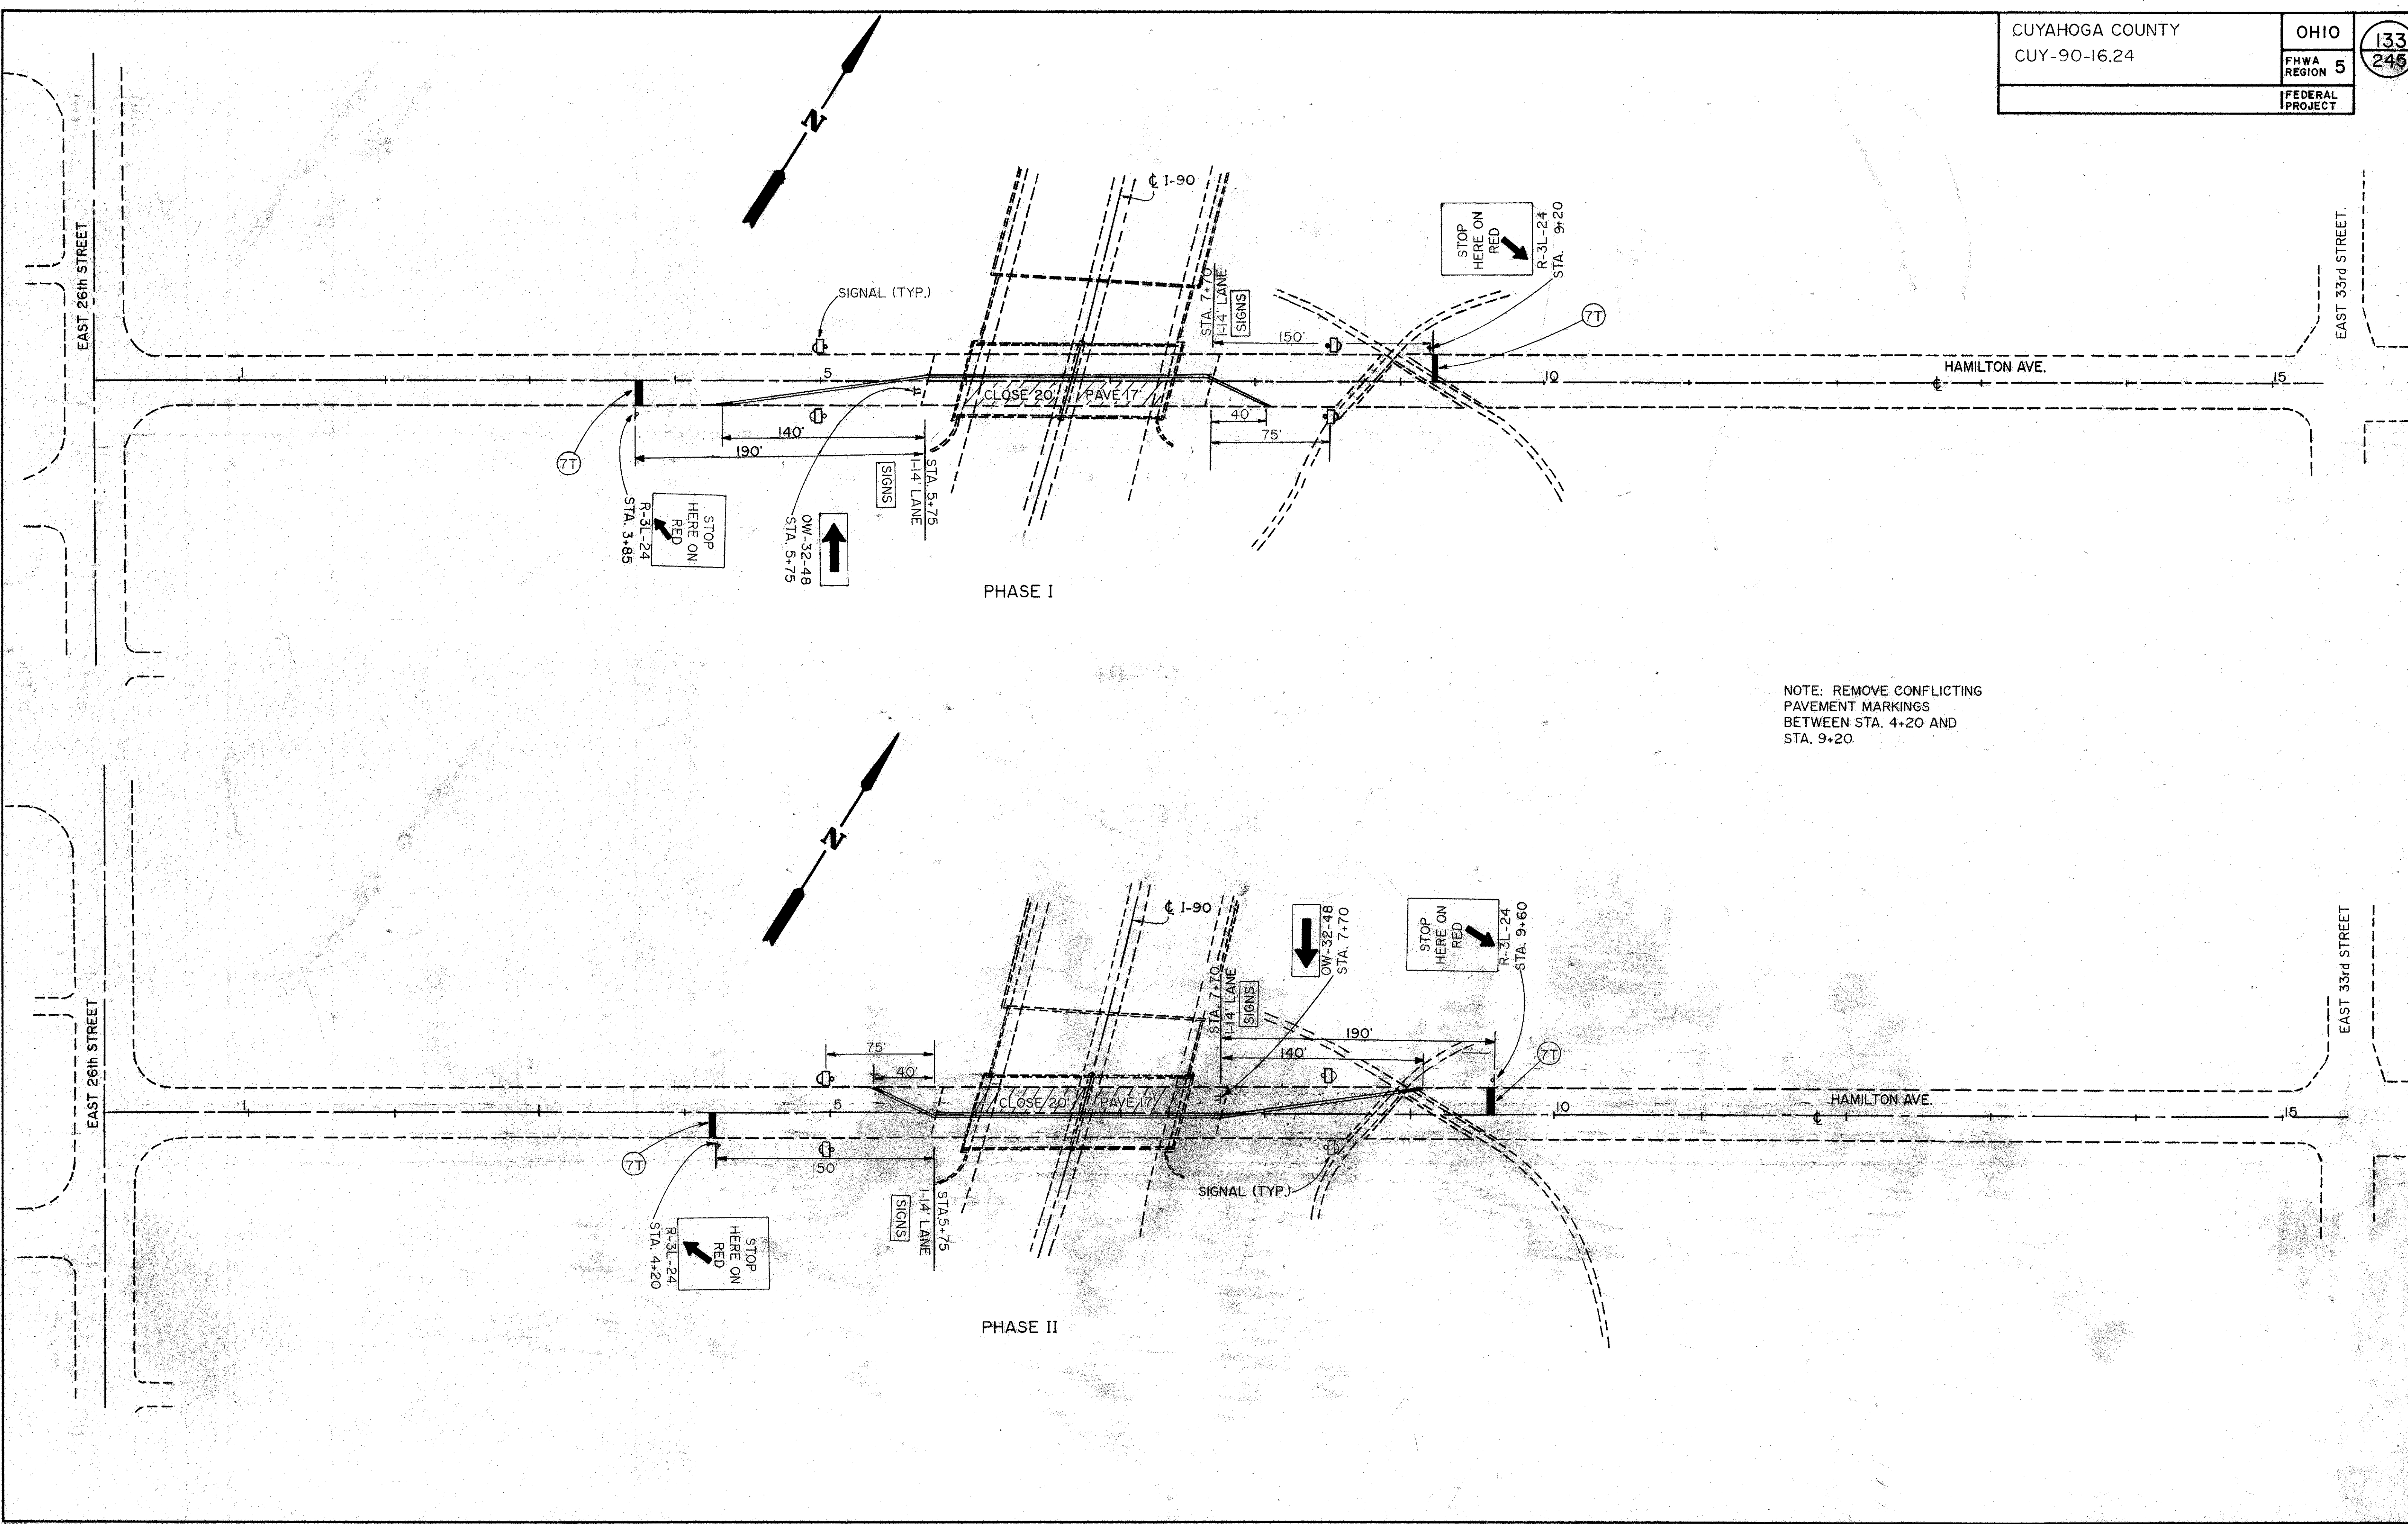 CUYAHOGA COUNTY
CUY-90-16.24
OHIO
FHWA
REGION 5
FEDERAL
PROJECT
133
245
N
EAST 26th STREET
SIGNAL (TYP.)
℄ I-90
STA. 7+70
1-14' LANE
SIGNS
STOP
HERE ON
RED
R-3L-24
STA. 9+20
150'
7T
EAST 33rd STREET
HAMILTON AVE.
1
5
10
15
℄
CLOSE 20'
PAVE 17'
140'
190'
40'
75'
7T
STOP
HERE ON
RED
R-3L-24
STA. 3+85
OW-32-48
STA. 5+75
SIGNS
STA. 5+75
1-14' LANE
PHASE I
NOTE: REMOVE CONFLICTING
PAVEMENT MARKINGS
BETWEEN STA. 4+20 AND
STA. 9+20.
N
EAST 26th STREET
℄ I-90
STA. 7+70
1-14' LANE
SIGNS
OW-32-48
STA. 7+70
STOP
HERE ON
RED
R-3L-24
STA. 9+60
190'
140'
7T
75'
40'
EAST 33rd STREET
HAMILTON AVE.
5
10
15
℄
CLOSE 20'
PAVE 17'
7T
150'
SIGNAL (TYP.)
STOP
HERE ON
RED
R-3L-24
STA. 4+20
SIGNS
STA. 5+75
1-14' LANE
PHASE II